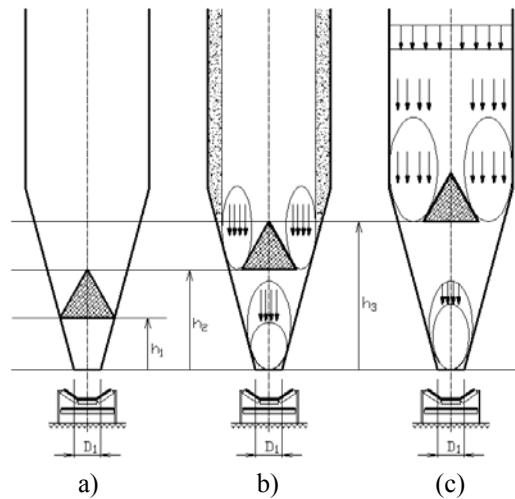 h₁
h₂
h₃
D₁
D₁
D₁
a)
b)
(c)